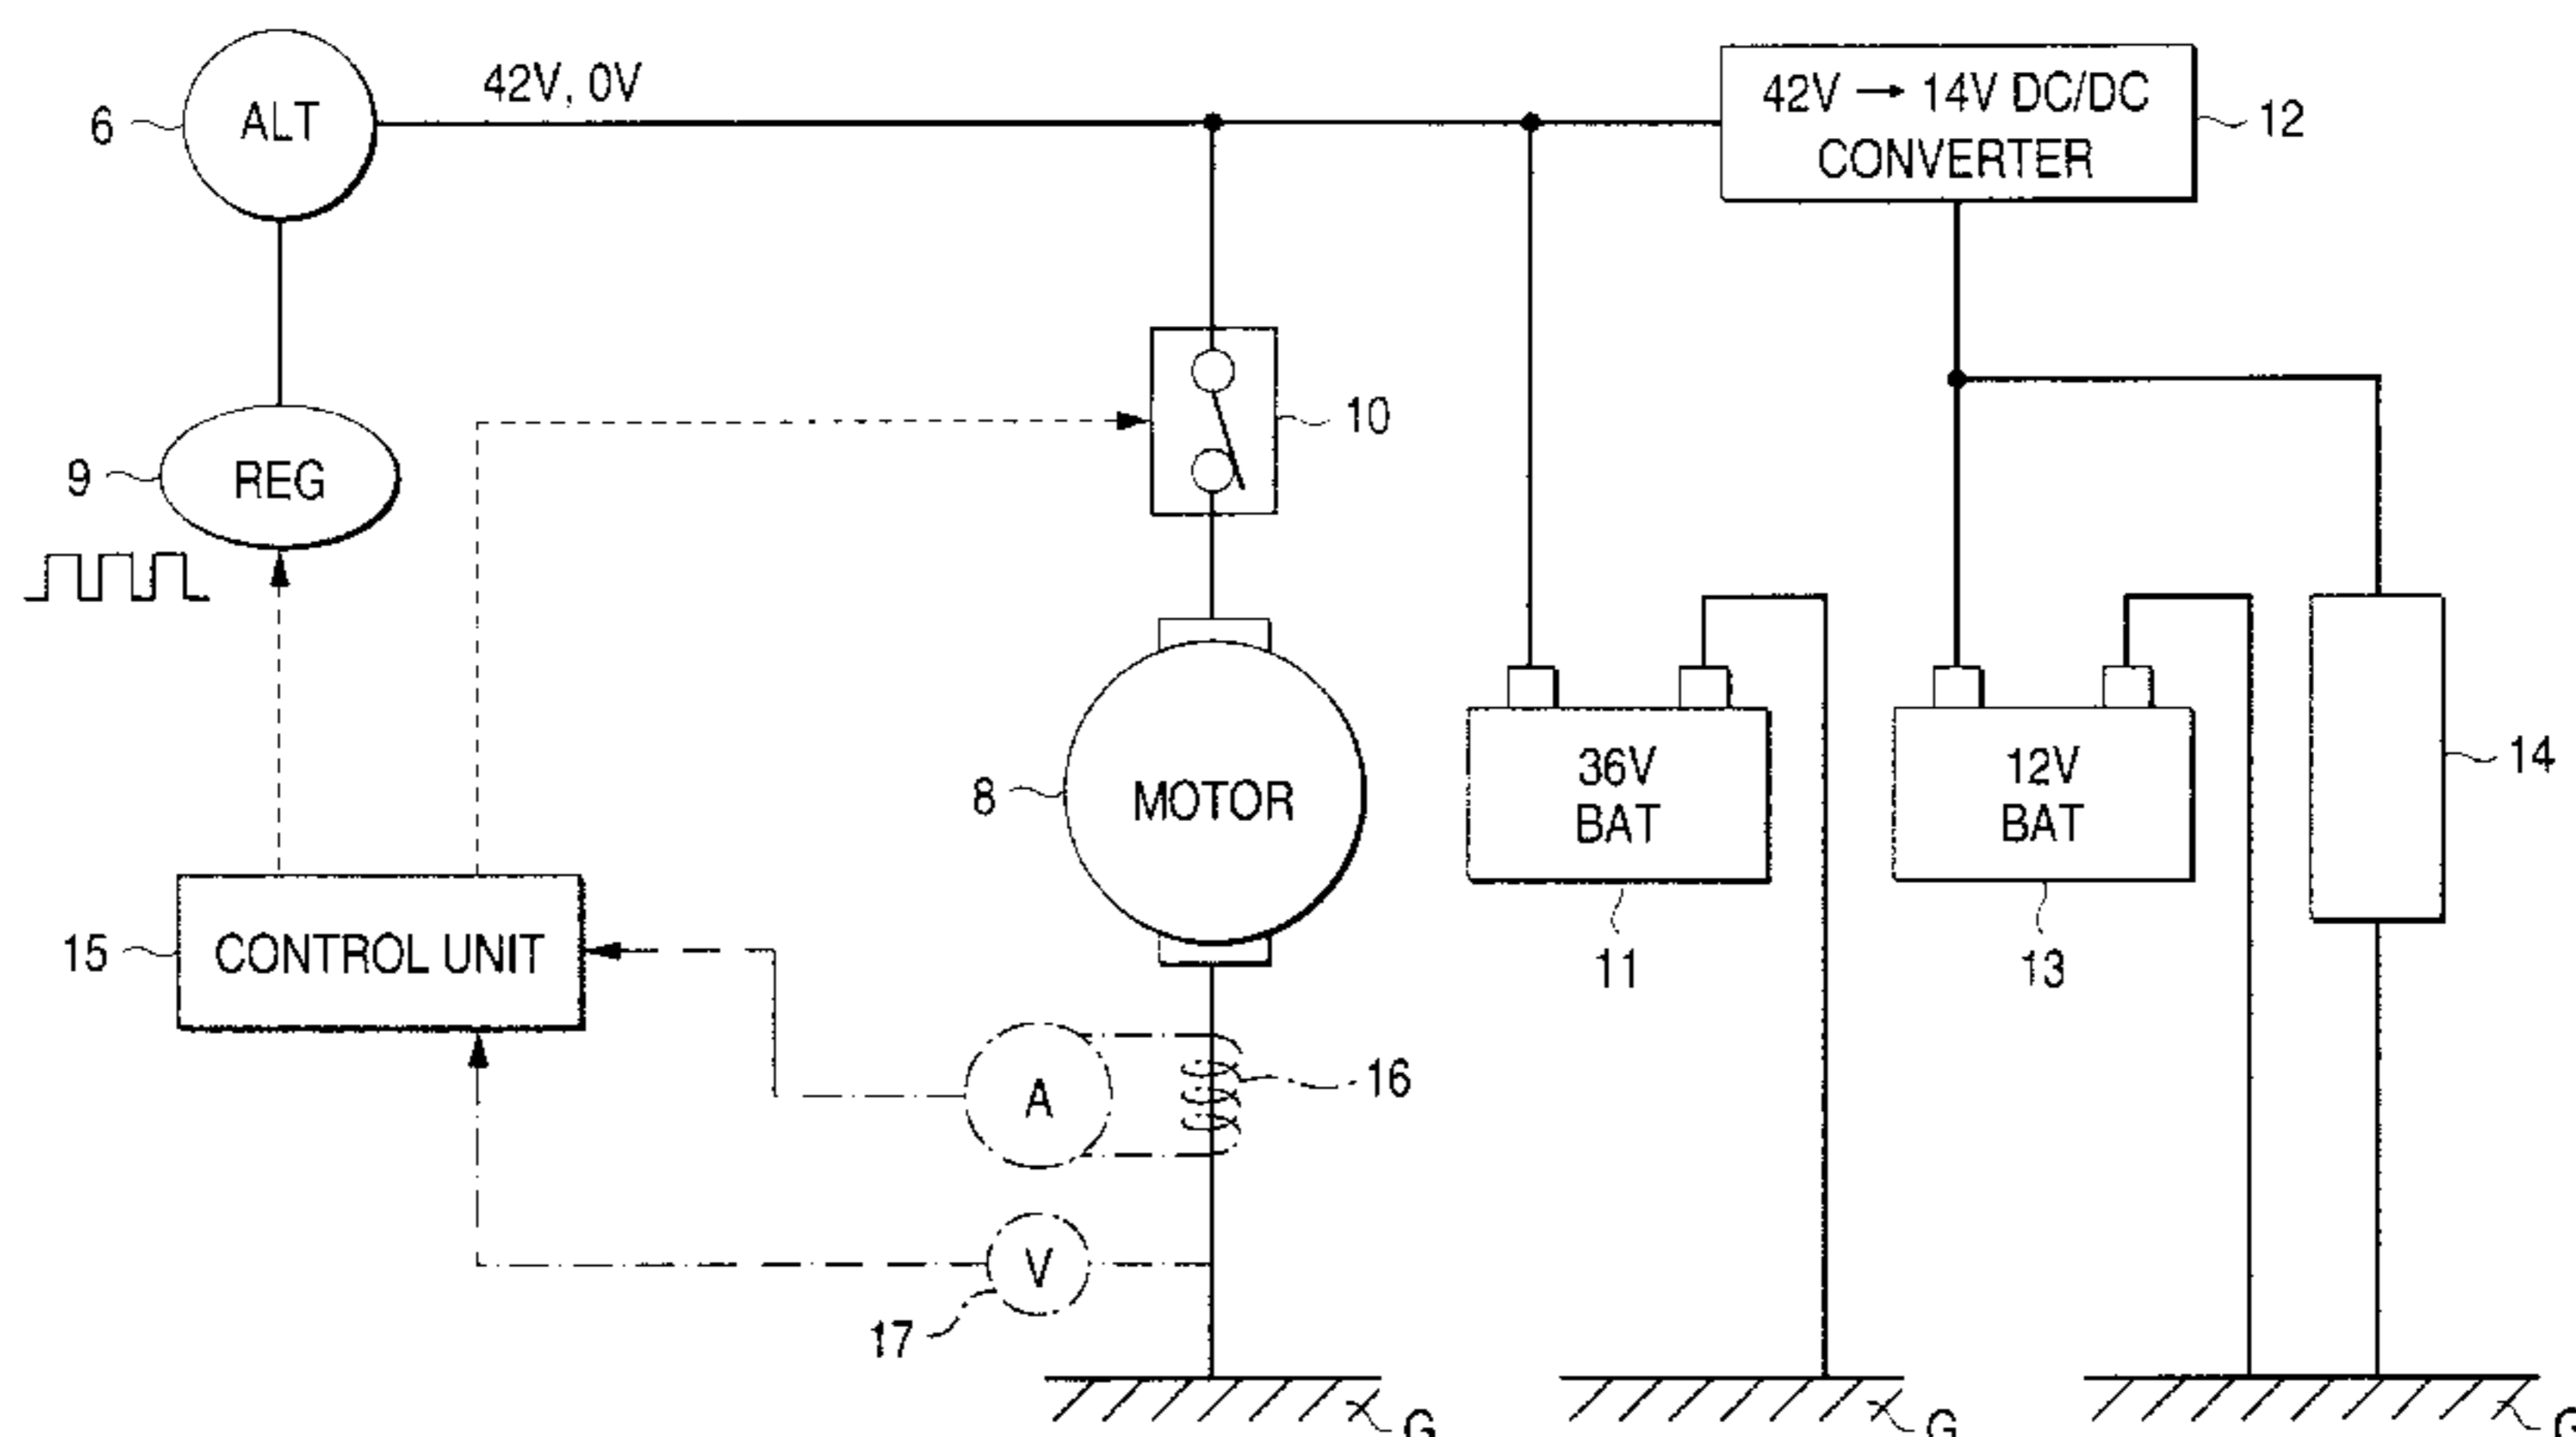 42V, 0V
6
ALT
42V → 14V DC/DC
CONVERTER
12
10
9
REG
8
MOTOR
36V
BAT
12V
BAT
14
15
CONTROL UNIT
11
13
A
16
V
17
G
G
G